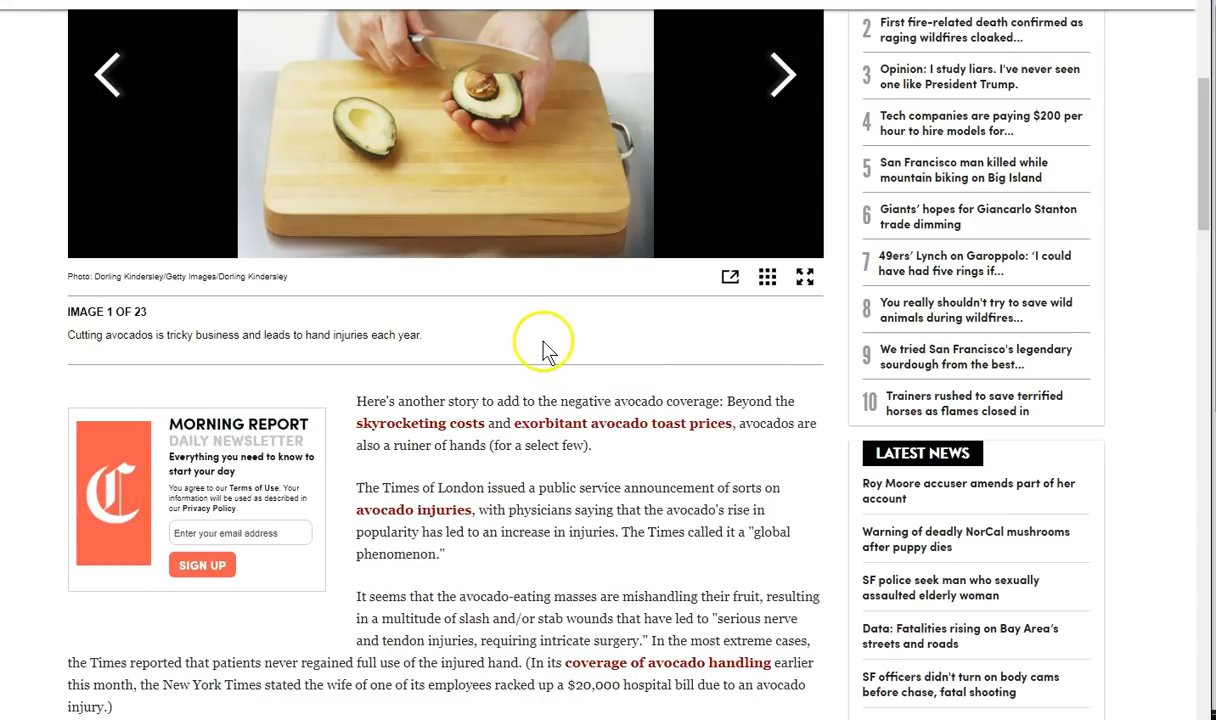 Photo: Dorling Kindersley/Getty Images/Dorling Kindersley
IMAGE 1 OF 23
Cutting avocados is tricky business and leads to hand injuries each year.
MORNING REPORT
DAILY NEWSLETTER
Everything you need to know to
start your day
You agree to our Terms of Use. Your
information will be used as described in
our Privacy Policy.
Enter your email address
SIGN UP
C
Here's another story to add to the negative avocado coverage: Beyond the
skyrocketing costs and exorbitant avocado toast prices, avocados are
also a ruiner of hands (for a select few).
The Times of London issued a public service announcement of sorts on
avocado injuries, with physicians saying that the avocado's rise in
popularity has led to an increase in injuries. The Times called it a "global
phenomenon."
It seems that the avocado-eating masses are mishandling their fruit, resulting
in a multitude of slash and/or stab wounds that have led to "serious nerve
and tendon injuries, requiring intricate surgery." In the most extreme cases,
the Times reported that patients never regained full use of the injured hand. (In its coverage of avocado handling earlier
this month, the New York Times stated the wife of one of its employees racked up a $20,000 hospital bill due to an avocado
injury.)
2 First fire-related death confirmed as
raging wildfires cloaked...
3 Opinion: I study liars. I've never seen
one like President Trump.
4 Tech companies are paying $200 per
hour to hire models for...
5 San Francisco man killed while
mountain biking on Big Island
6 Giants' hopes for Giancarlo Stanton
trade dimming
7 49ers' Lynch on Garoppolo: 'I could
have had five rings if...
8 You really shouldn't try to save wild
animals during wildfires...
9 We tried San Francisco's legendary
sourdough from the best...
10 Trainers rushed to save terrified
horses as flames closed in
LATEST NEWS
Roy Moore accuser amends part of her
account
Warning of deadly NorCal mushrooms
after puppy dies
SF police seek man who sexually
assaulted elderly woman
Data: Fatalities rising on Bay Area's
streets and roads
SF officers didn't turn on body cams
before chase, fatal shooting